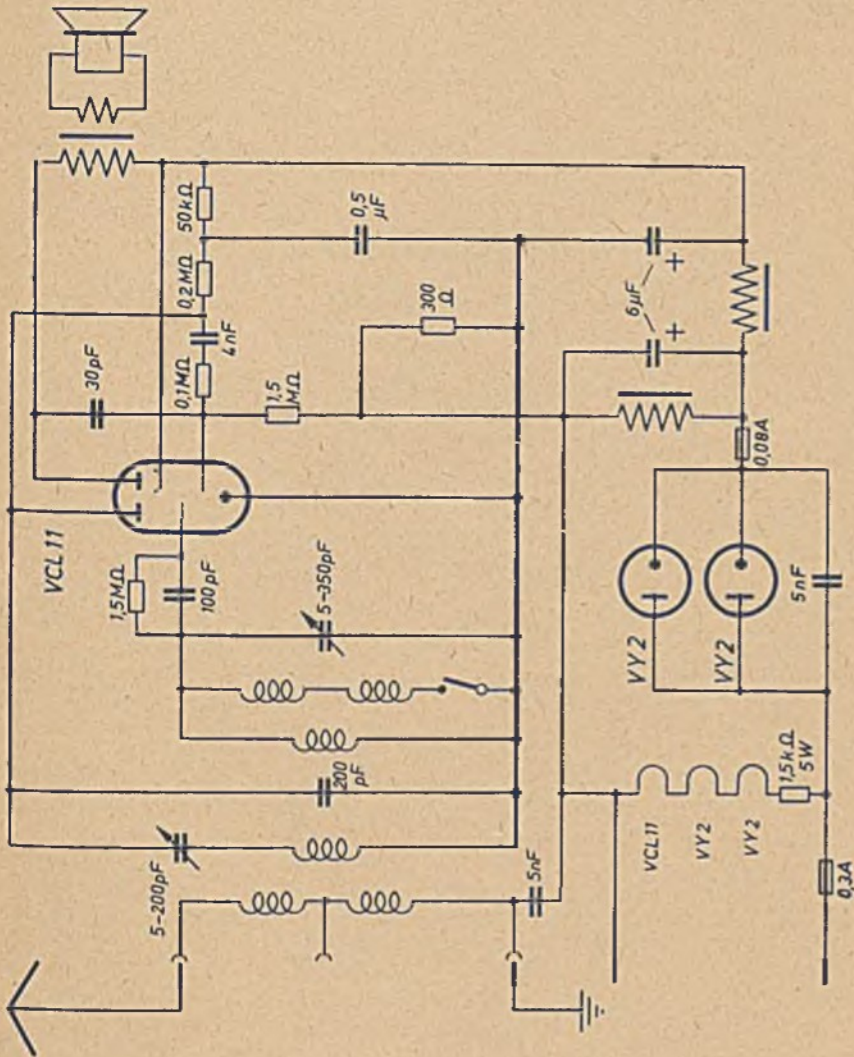 50kΩ
0,5
µF
0,2MΩ
300
Ω
6µF
+
+
4nF
30pF
0,1MΩ
1,5
MΩ
0,08A
VCL11
1,5MΩ
100pF
5-350pF
VY2
VY2
5nF
200
pF
1,5kΩ
5W
VCL11
VY2
VY2
5-200pF
5nF
0,3A